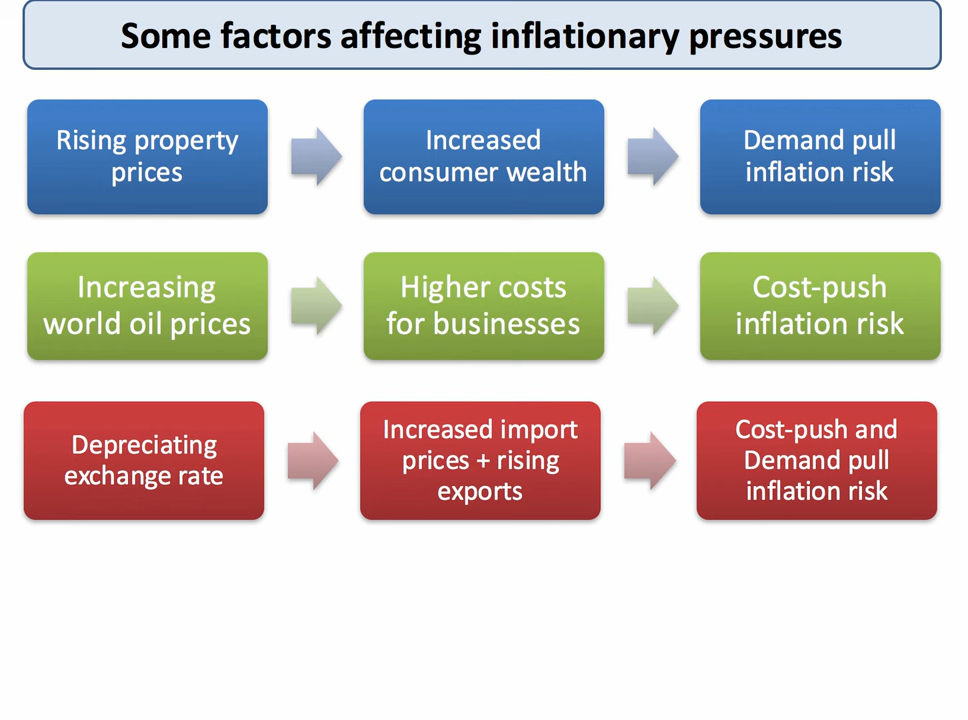 Some factors affecting inflationary pressures
Rising property
prices
Increased
consumer wealth
Demand pull
inflation risk
Increasing
world oil prices
Higher costs
for businesses
Cost-push
inflation risk
Depreciating
exchange rate
Increased import
prices + rising
exports
Cost-push and
Demand pull
inflation risk